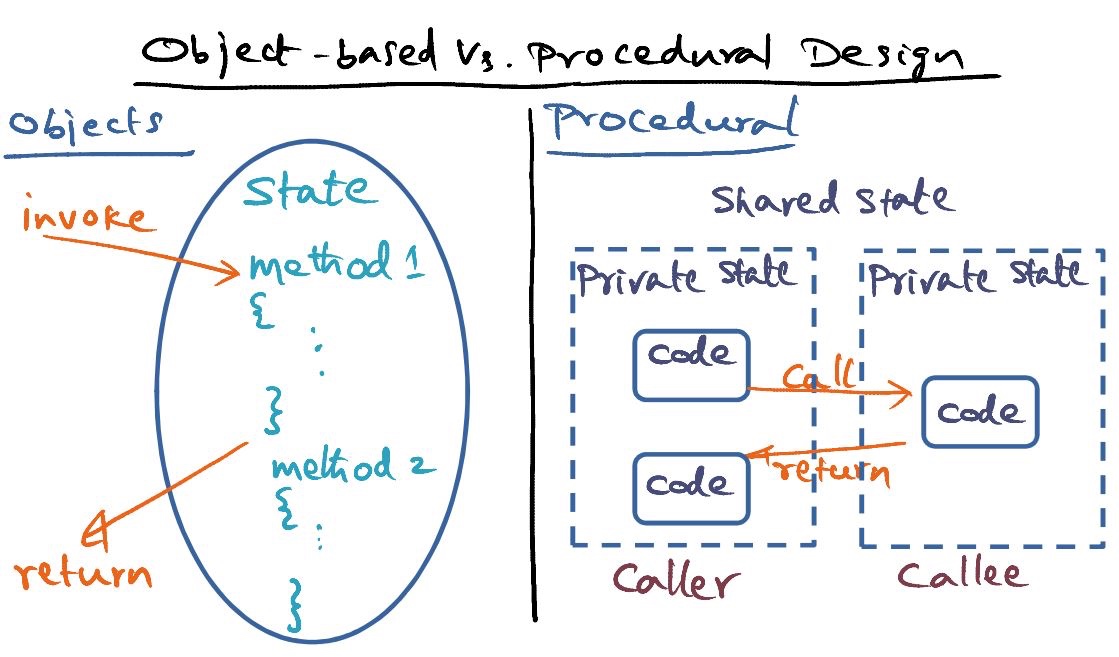 Object-based Vs. Procedural Design
Objects
invoke
State
method 1
{
⋮
}
method 2
{
⋮
}
return
Procedural
Shared State
Private State
Code
Code
Caller
Call
return
Private State
Code
Callee